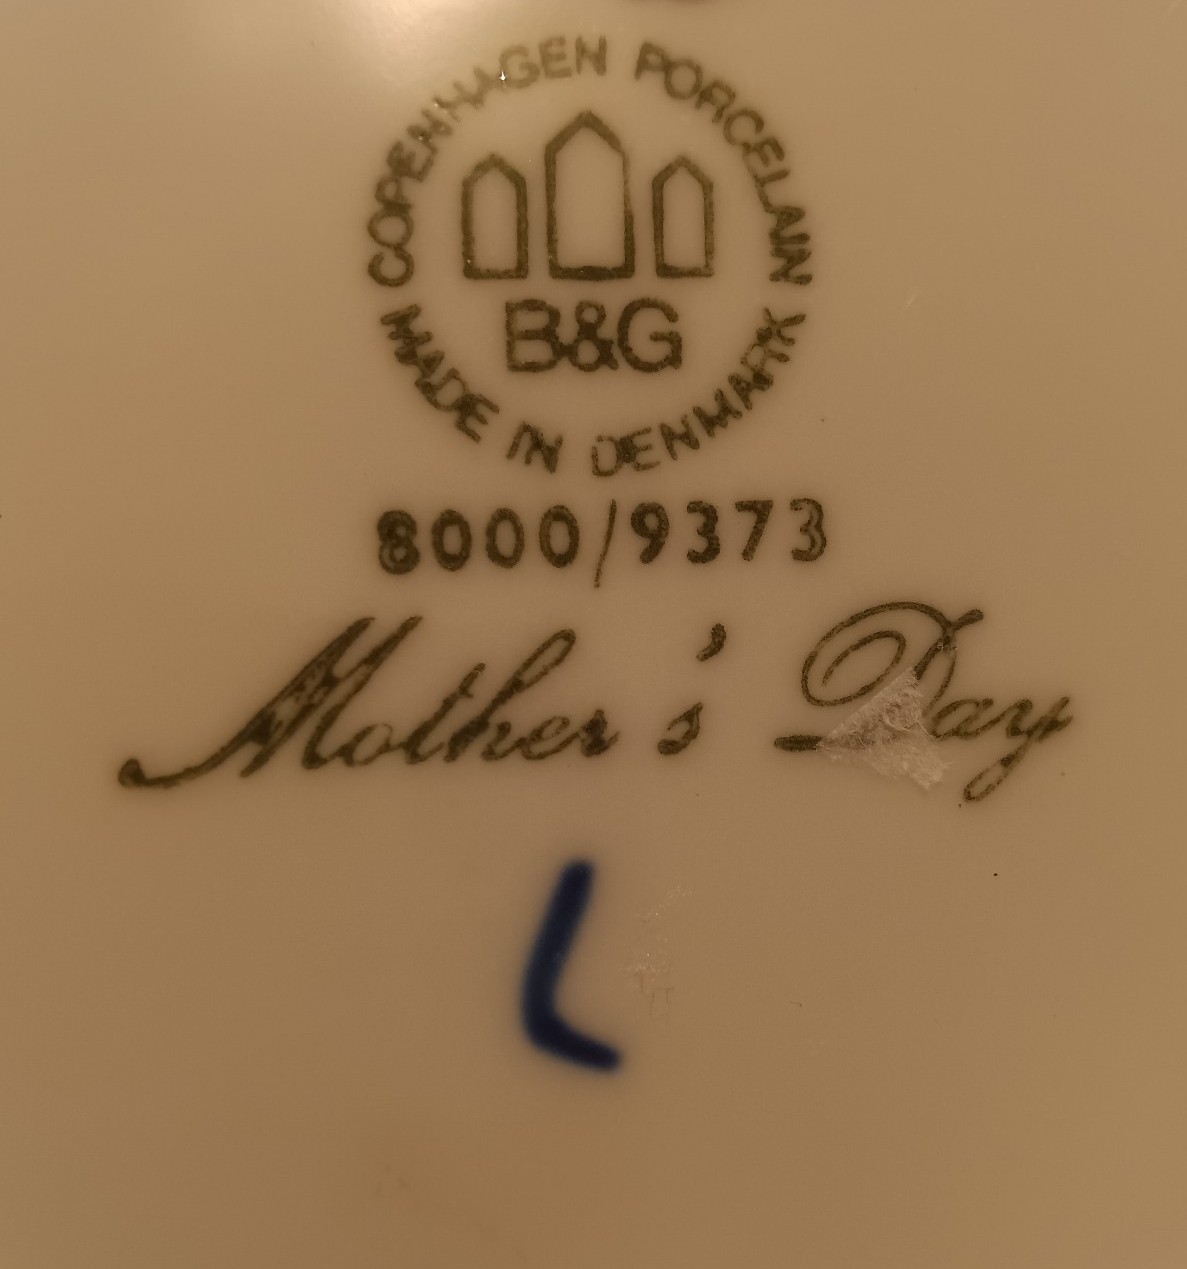 COPENHAGEN PORCELAIN
B&G
MADE IN DENMARK
8000/9373
Mother's Day
L